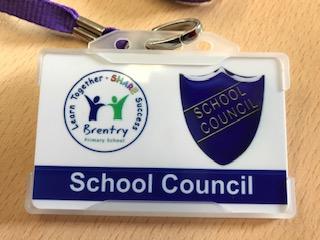 Learn Together • SHARE Success
Brentry
Primary School
SCHOOL
COUNCIL
School Council